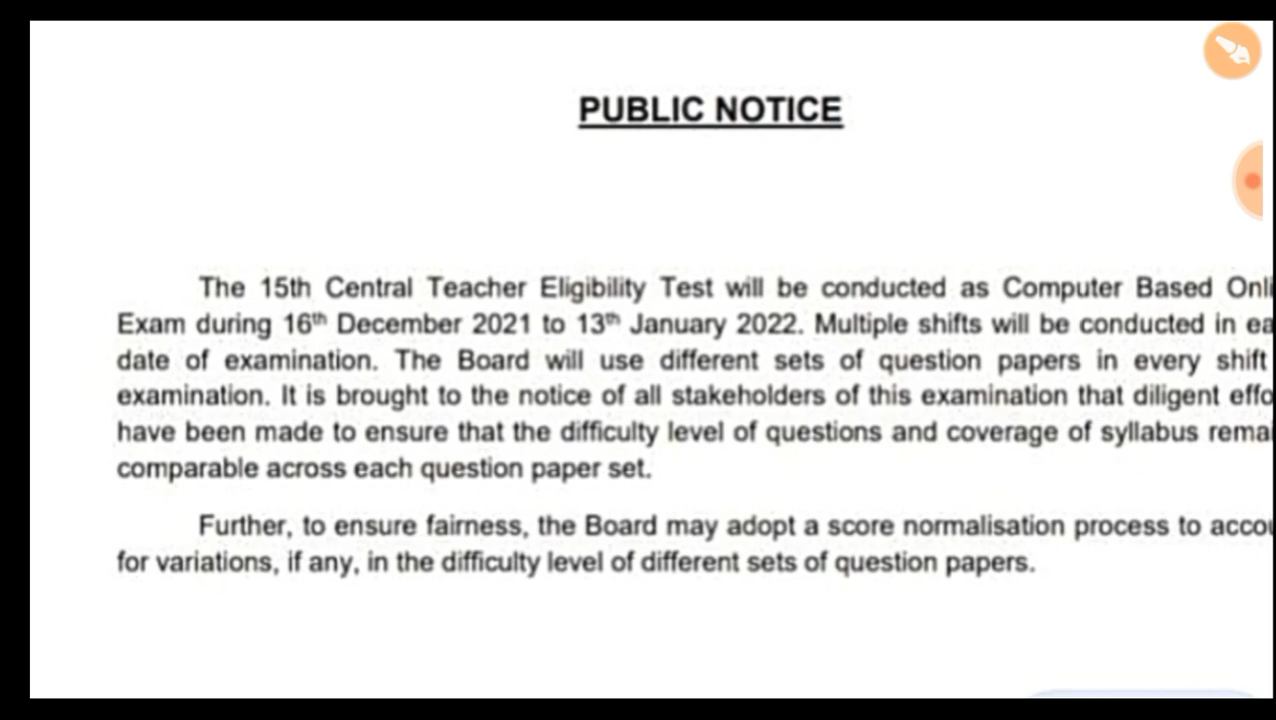 PUBLIC NOTICE
The 15th Central Teacher Eligibility Test will be conducted as Computer Based Onli
Exam during 16th December 2021 to 13th January 2022. Multiple shifts will be conducted in ea
date of examination. The Board will use different sets of question papers in every shift
examination. It is brought to the notice of all stakeholders of this examination that diligent effo
have been made to ensure that the difficulty level of questions and coverage of syllabus remai
comparable across each question paper set.
Further, to ensure fairness, the Board may adopt a score normalisation process to accou
for variations, if any, in the difficulty level of different sets of question papers.